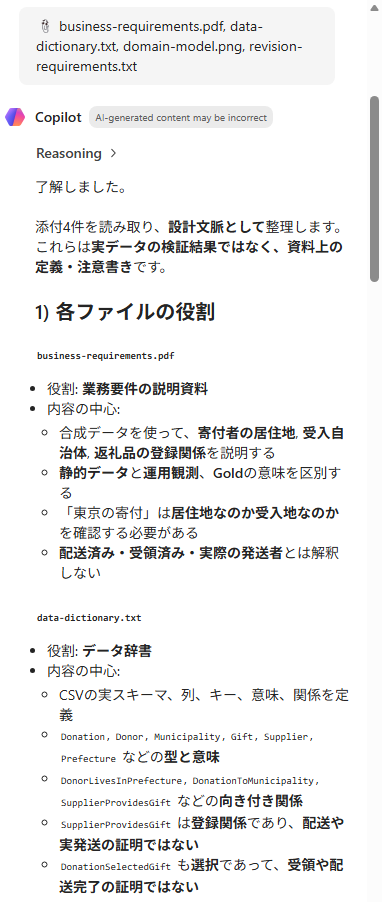 business-requirements.pdf, data-
dictionary.txt, domain-model.png, revision-
requirements.txt
Copilot AI-generated content may be incorrect
Reasoning
了解しました。
添付4件を読み取り、設計文脈として整理します。
これらは実データの検証結果ではなく、資料上の
定義・注意書きです。
1) 各ファイルの役割
business-requirements.pdf
• 役割: 業務要件の説明資料
• 内容の中心:
○ 合成データを使って、寄付者の居住地, 受入自
治体, 返礼品の登録関係を説明する
○ 静的データと運用観測、Goldの意味を区別す
る
○ 「東京の寄付」は居住地なのか受入地なのか
を確認する必要がある
○ 配送済み・受領済み・実際の発送者とは解釈
しない
data-dictionary.txt
• 役割: データ辞書
• 内容の中心:
○ CSVの実スキーマ、列、キー、意味、関係を定
義
○ Donation, Donor, Municipality, Gift, Supplier,
Prefecture などの型と意味
○ DonorLivesInPrefecture, DonationToMunicipality,
SupplierProvidesGift などの向き付き関係
○ SupplierProvidesGift は登録関係であり、配送や
実発送の証明ではない
○ DonationSelectedGift も選択であって、受領や配
送完了の証明ではない